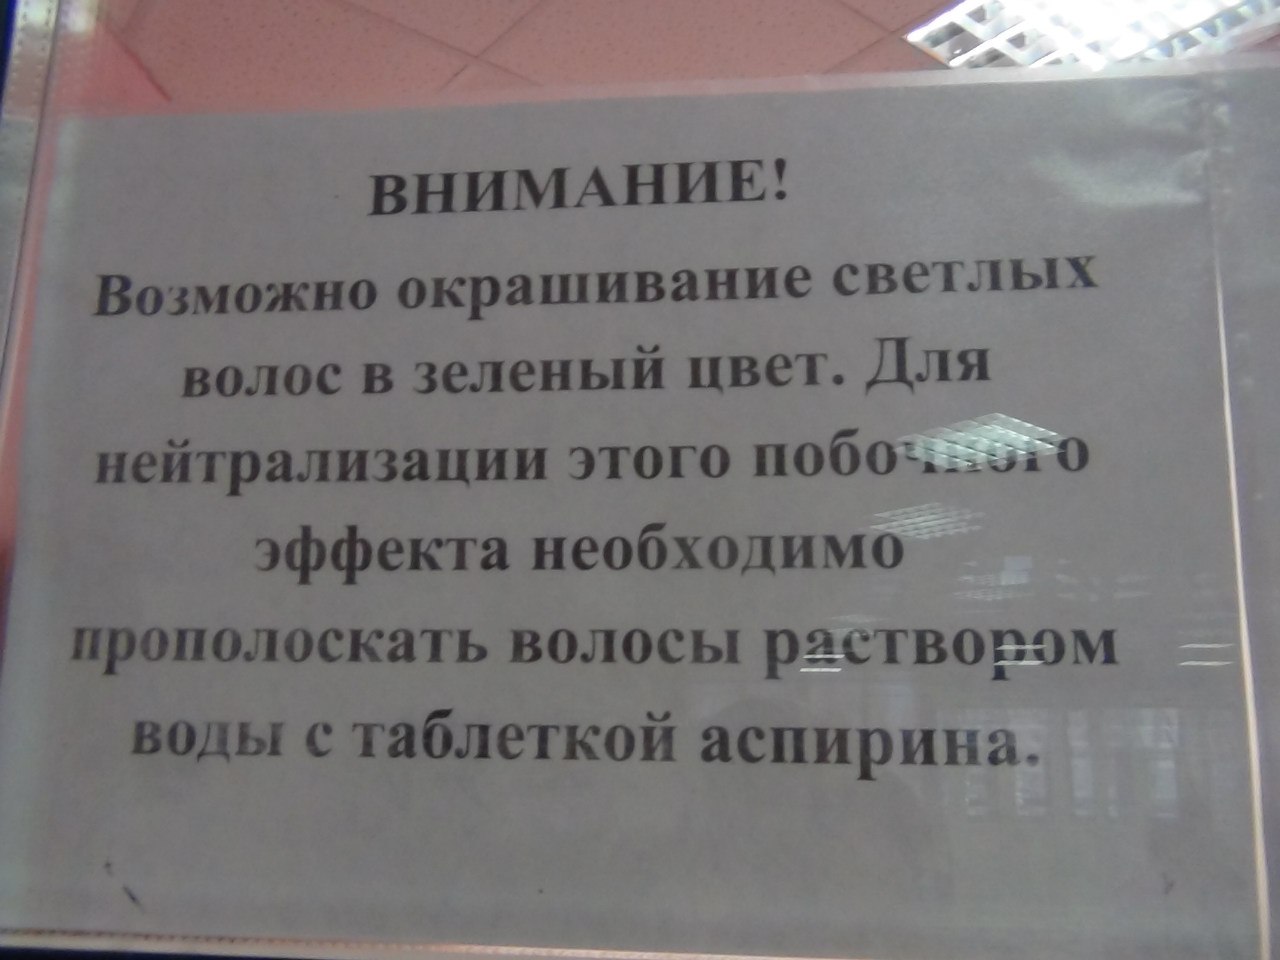 ВНИМАНИЕ!
Возможно окрашивание светлых
волос в зеленый цвет. Для
нейтрализации этого побочного
эффекта необходимо
прополоскать волосы раствором
воды с таблеткой аспирина.